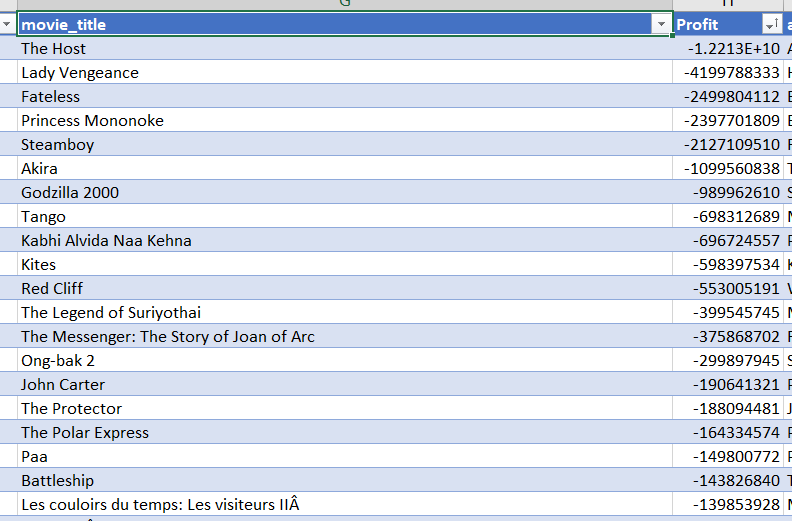 movie_title Profit
The Host -1.2213E+10
Lady Vengeance -4199788333
Fateless -2499804112
Princess Mononoke -2397701809
Steamboy -2127109510
Akira -1099560838
Godzilla 2000 -989962610
Tango -698312689
Kabhi Alvida Naa Kehna -696724557
Kites -598397534
Red Cliff -553005191
The Legend of Suriyothai -399545745
The Messenger: The Story of Joan of Arc -375868702
Ong-bak 2 -299897945
John Carter -190641321
The Protector -188094481
The Polar Express -164334574
Paa -149800772
Battleship -143826840
Les couloirs du temps: Les visiteurs IIÂ -139853928